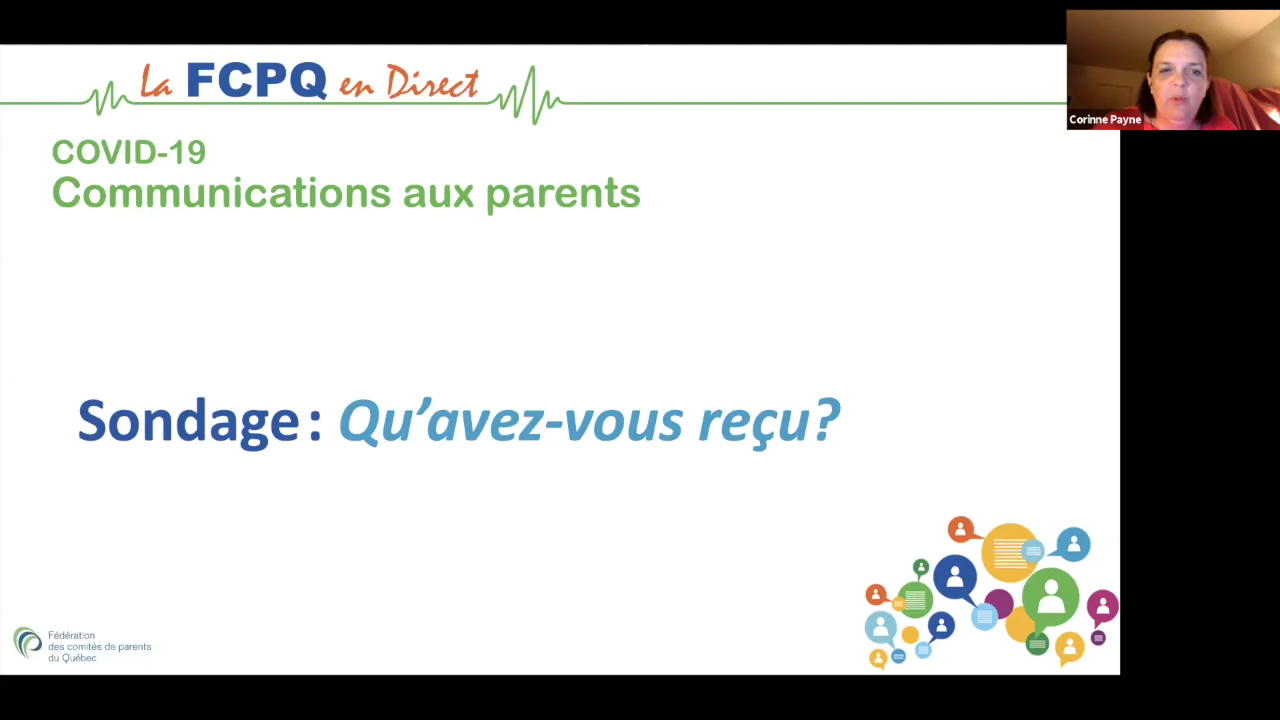 La FCPQ en Direct
Corinne Payne
COVID-19
Communications aux parents
Sondage : Qu'avez-vous reçu?
Fédération
des comités de parents
du Québec